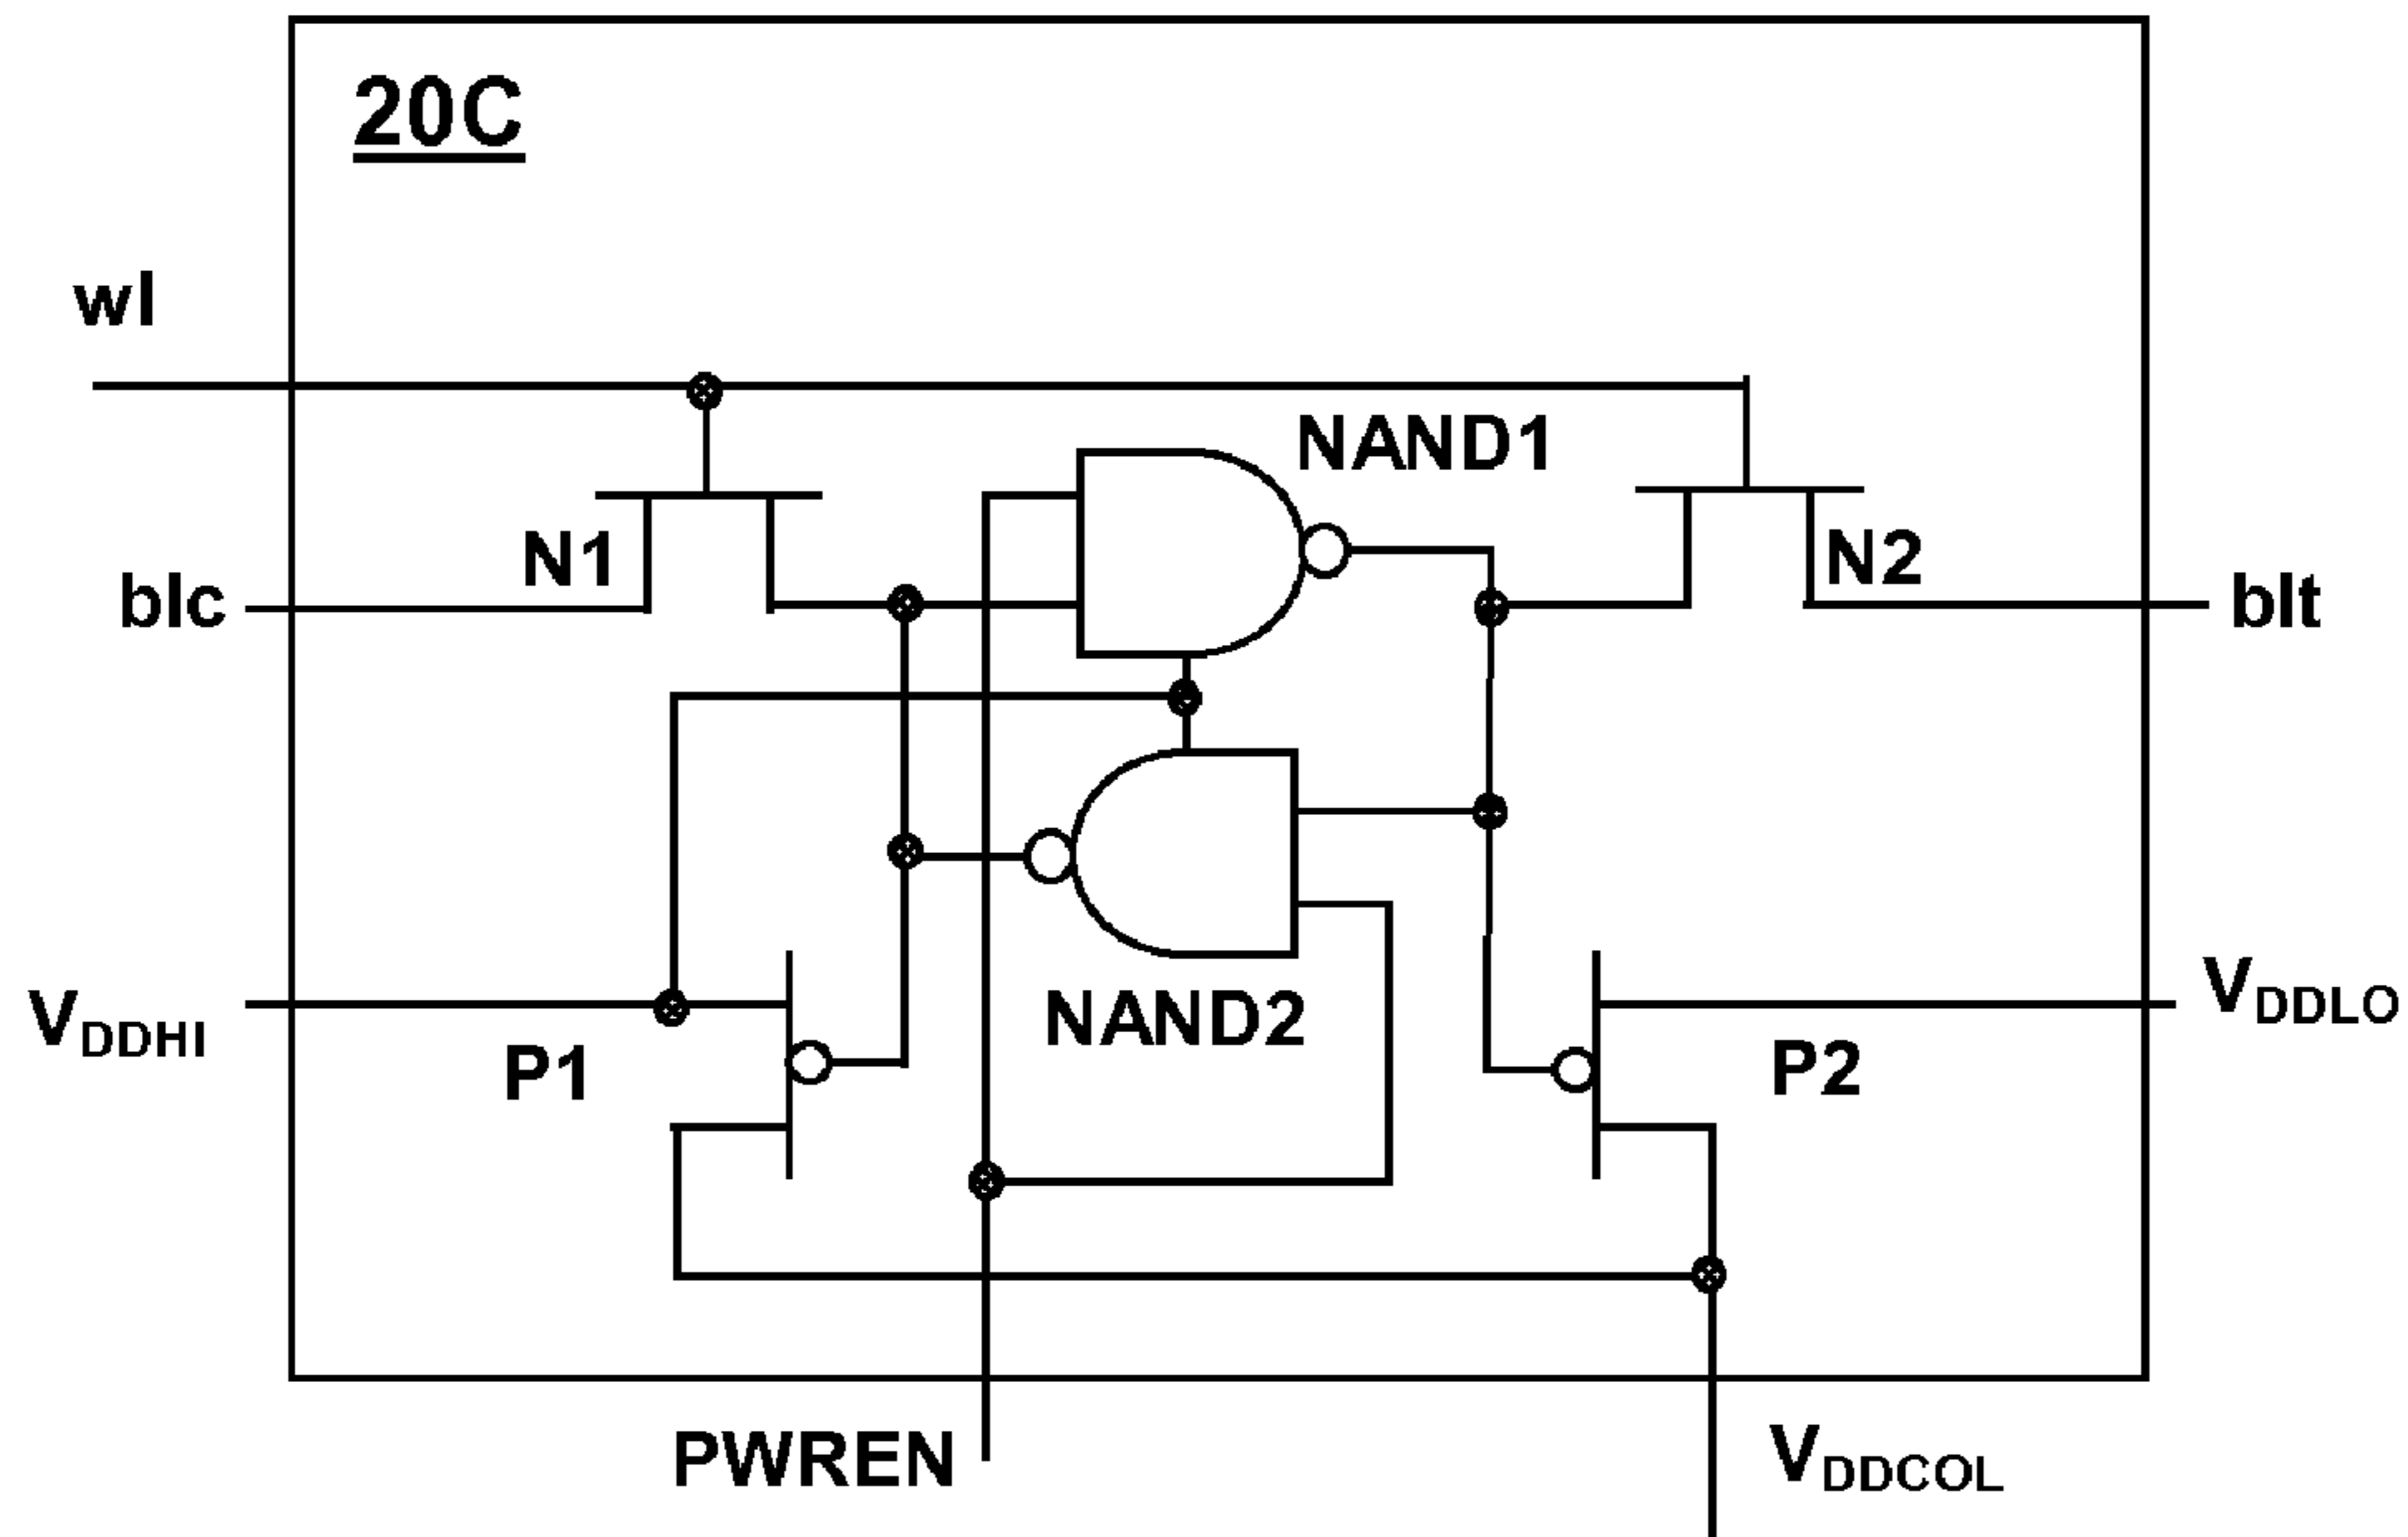 20C
wl
NAND1
N1
N2
blc
blt
VDDHI
VDDLO
NAND2
P1
P2
PWREN
VDDCOL